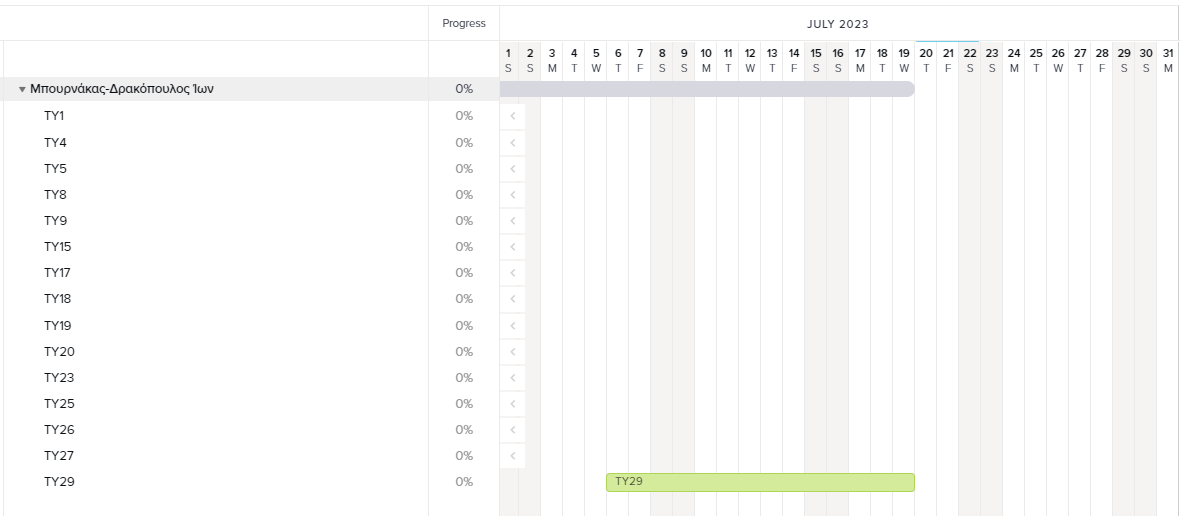 Progress JULY 2023
1 2 3 4 5 6 7 8 9 10 11 12 13 14 15 16 17 18 19 20 21 22 23 24 25 26 27 28 29 30 31
S S M T W T F S S M T W T F S S M T W T F S S M T W T F S S M
Μπουρνάκας-Δρακόπουλος Ίων 0%
TY1 0%
TY4 0%
TY5 0%
TY8 0%
TY9 0%
TY15 0%
TY17 0%
TY18 0%
TY19 0%
TY20 0%
TY23 0%
TY25 0%
TY26 0%
TY27 0%
TY29 0% TY29